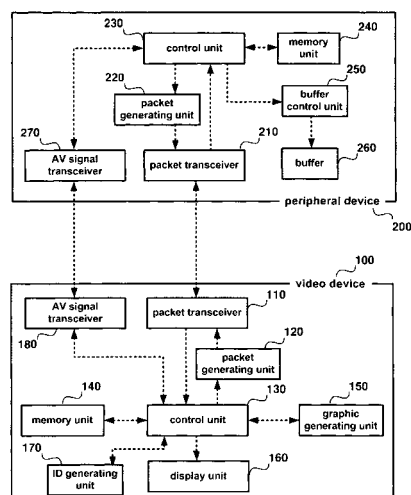 230
240
control unit
memory unit
220
250
packet generating unit
buffer control unit
270
210
260
AV signal transceiver
packet transceiver
buffer
peripheral device
200
100
video device
110
AV signal transceiver
packet transceiver
180
120
packet generating unit
140
130
150
memory unit
control unit
graphic generating unit
170
160
ID generating unit
display unit